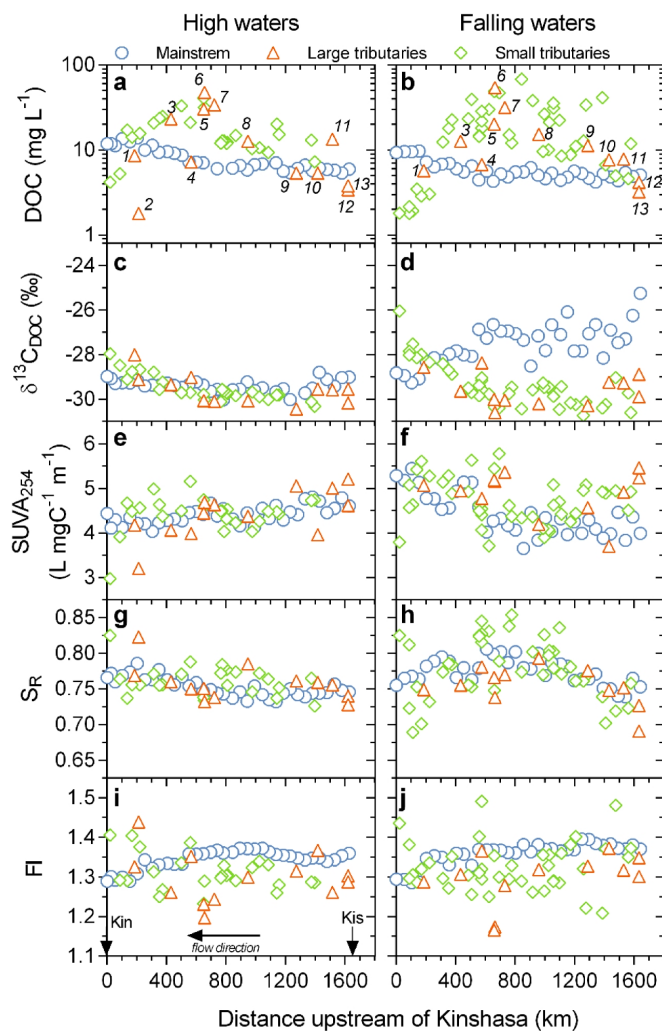 High waters Falling waters
Mainstrem Large tributaries Small tributaries
a
b
DOC (mg L⁻¹)
100
10
1
1
2
3
4
5
6
7
8
9
10
11
12
13
1
3
4
5
6
7
8
9
10
11
12
13
c
d
δ¹³C_DOC (‰)
-24
-26
-28
-30
e
f
SUVA₂₅₄
(L mgC⁻¹ m⁻¹)
6
5
4
3
g
h
S_R
0.85
0.80
0.75
0.70
0.65
i
j
FI
1.5
1.4
1.3
1.2
1.1
Kin
Kis
flow direction
0 400 800 1200 1600 0 400 800 1200 1600
Distance upstream of Kinshasa (km)